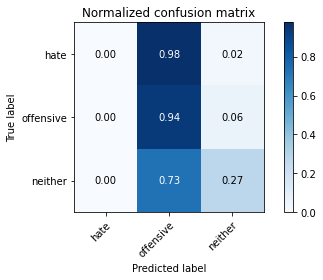 Normalized confusion matrix
True label
hate
0.00 0.98 0.02
offensive
0.00 0.94 0.06
neither
0.00 0.73 0.27
hate offensive neither
Predicted label
0.8
0.6
0.4
0.2
0.0